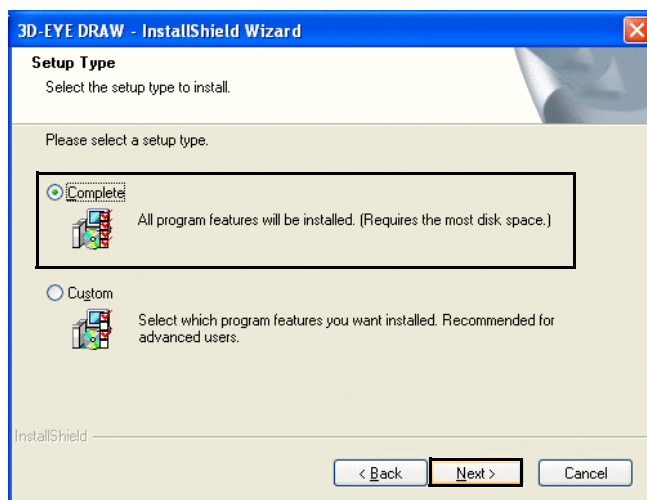 3D-EYE DRAW - InstallShield Wizard
Setup Type
Select the setup type to install.
Please select a setup type.
Complete
All program features will be installed. (Requires the most disk space.)
Custom
Select which program features you want installed. Recommended for
advanced users.
InstallShield
< Back
Next >
Cancel